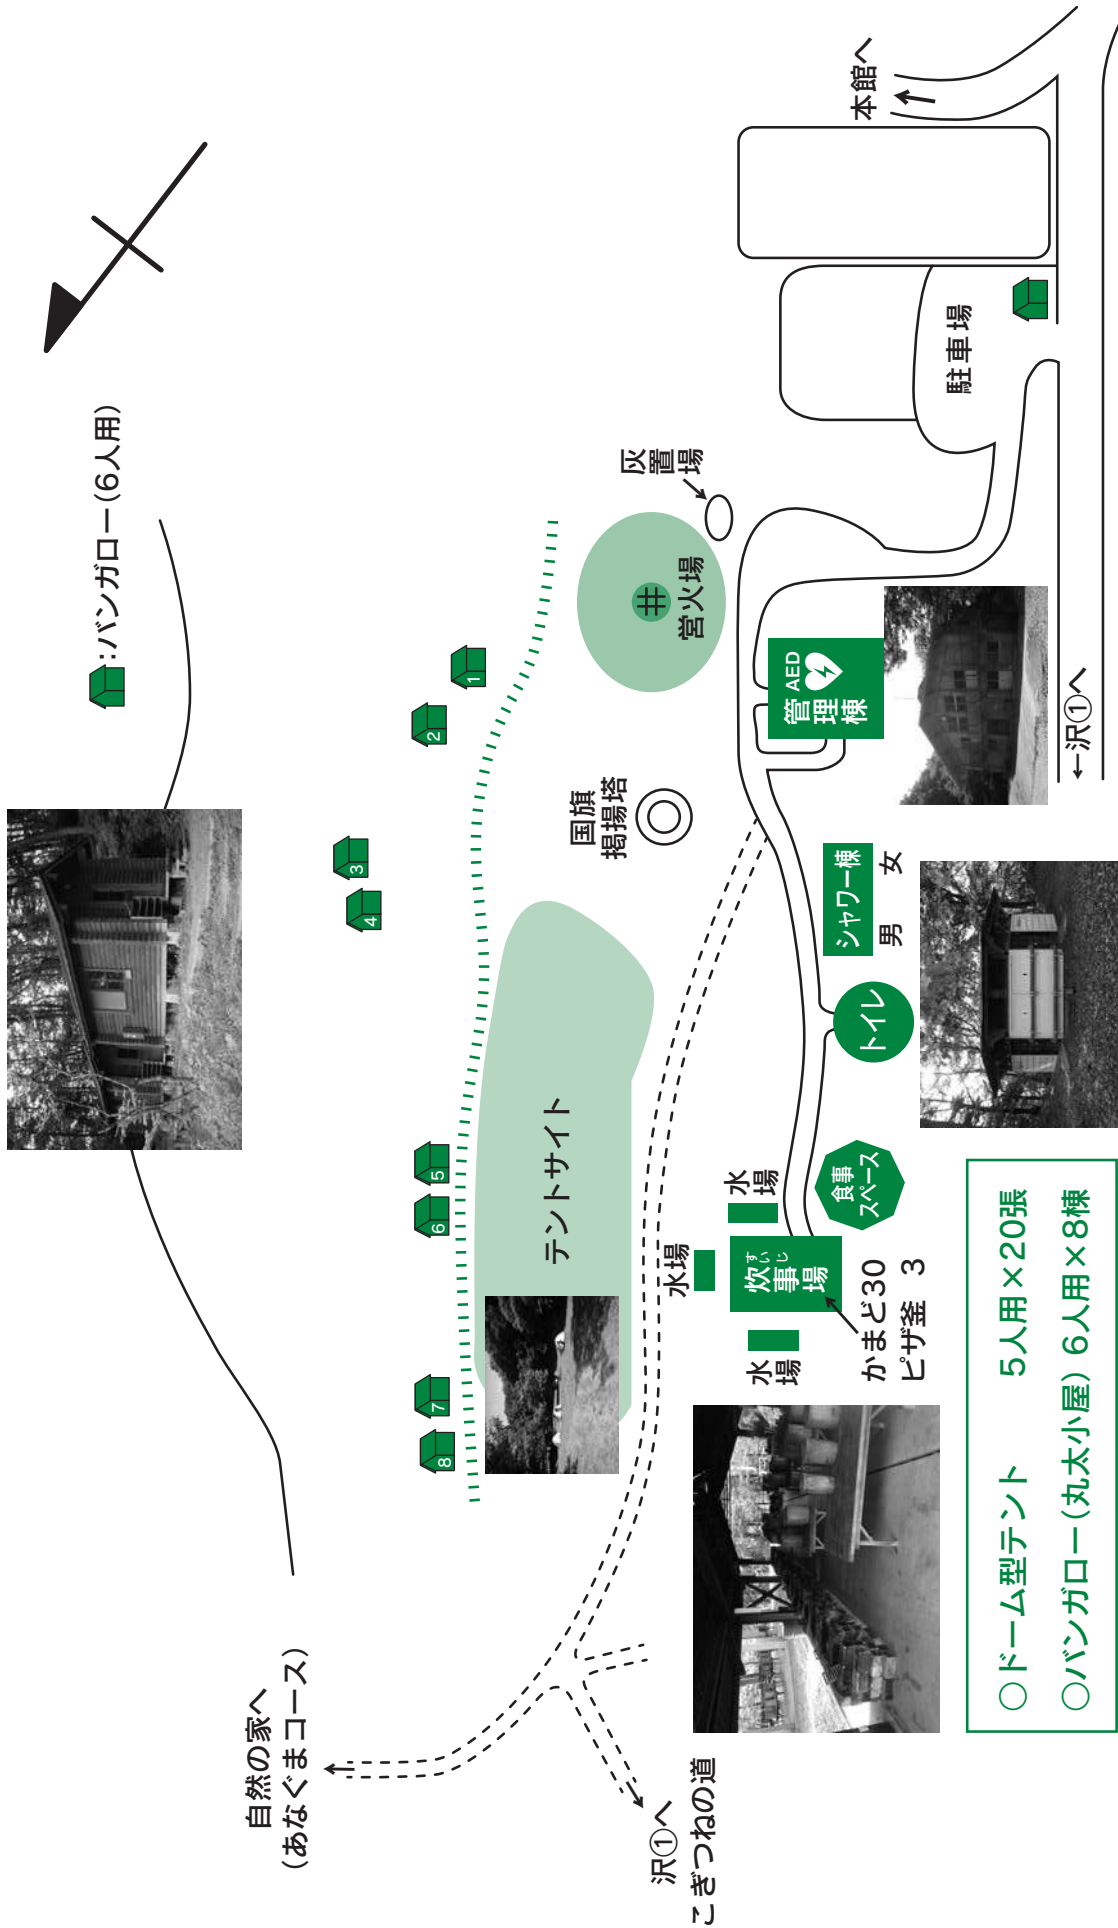 :バンガロー(6人用)
本館へ
駐車場
灰
置
場
営火場
1
2
3
4
5
6
7
8
国旗
掲揚塔
AED
管
理
棟
←沢①へ
シャワー棟
男 女
トイレ
テントサイト
食事
スペース
水
場
水場
水
場
すいじ
炊
事
場
かまど30
ピザ釜 3
自然の家へ
(あなぐまコース)
沢①へ
こぎつねの道
○ドーム型テント 5人用×20張
○バンガロー(丸太小屋) 6人用×8棟